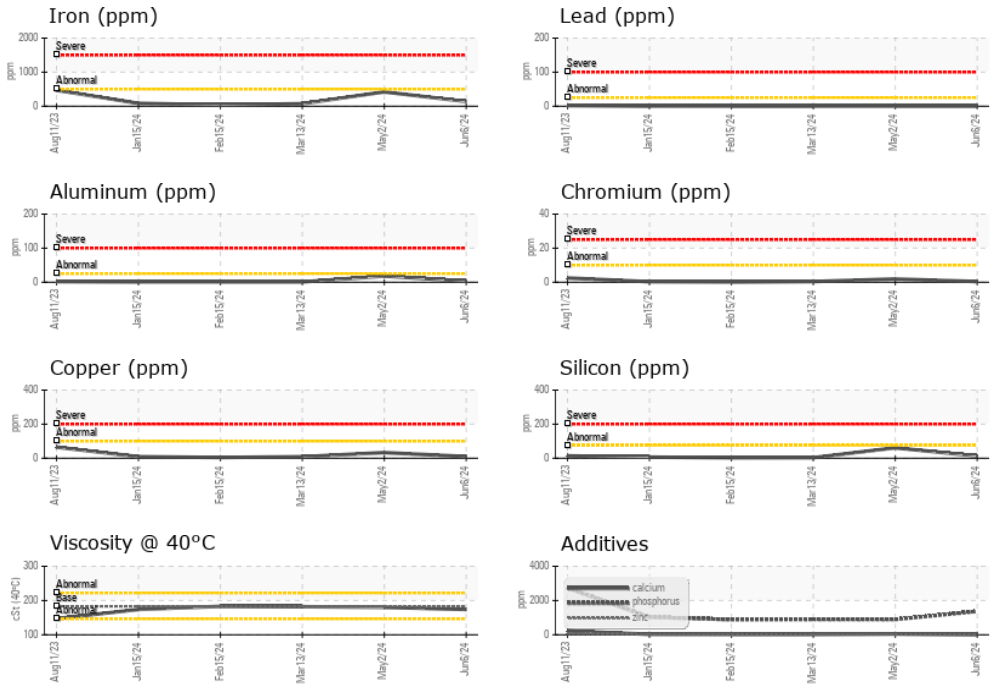 Iron (ppm)
2000
1000
0
ppm
Severe
Abnormal
Aug11/23
Jan15/24
Feb15/24
Mar13/24
May2/24
Jun6/24
Lead (ppm)
200
100
0
ppm
Severe
Abnormal
Aug11/23
Jan15/24
Feb15/24
Mar13/24
May2/24
Jun6/24
Aluminum (ppm)
200
100
0
ppm
Severe
Abnormal
Aug11/23
Jan15/24
Feb15/24
Mar13/24
May2/24
Jun6/24
Chromium (ppm)
40
20
0
ppm
Severe
Abnormal
Aug11/23
Jan15/24
Feb15/24
Mar13/24
May2/24
Jun6/24
Copper (ppm)
400
200
0
ppm
Severe
Abnormal
Aug11/23
Jan15/24
Feb15/24
Mar13/24
May2/24
Jun6/24
Silicon (ppm)
400
200
0
ppm
Severe
Abnormal
Aug11/23
Jan15/24
Feb15/24
Mar13/24
May2/24
Jun6/24
Viscosity @ 40°C
300
200
100
cSt (40°C)
Abnormal
Base
Abnormal
Aug11/23
Jan15/24
Feb15/24
Mar13/24
May2/24
Jun6/24
Additives
4000
2000
0
ppm
calcium
phosphorus
zinc
Aug11/23
Jan15/24
Feb15/24
Mar13/24
May2/24
Jun6/24